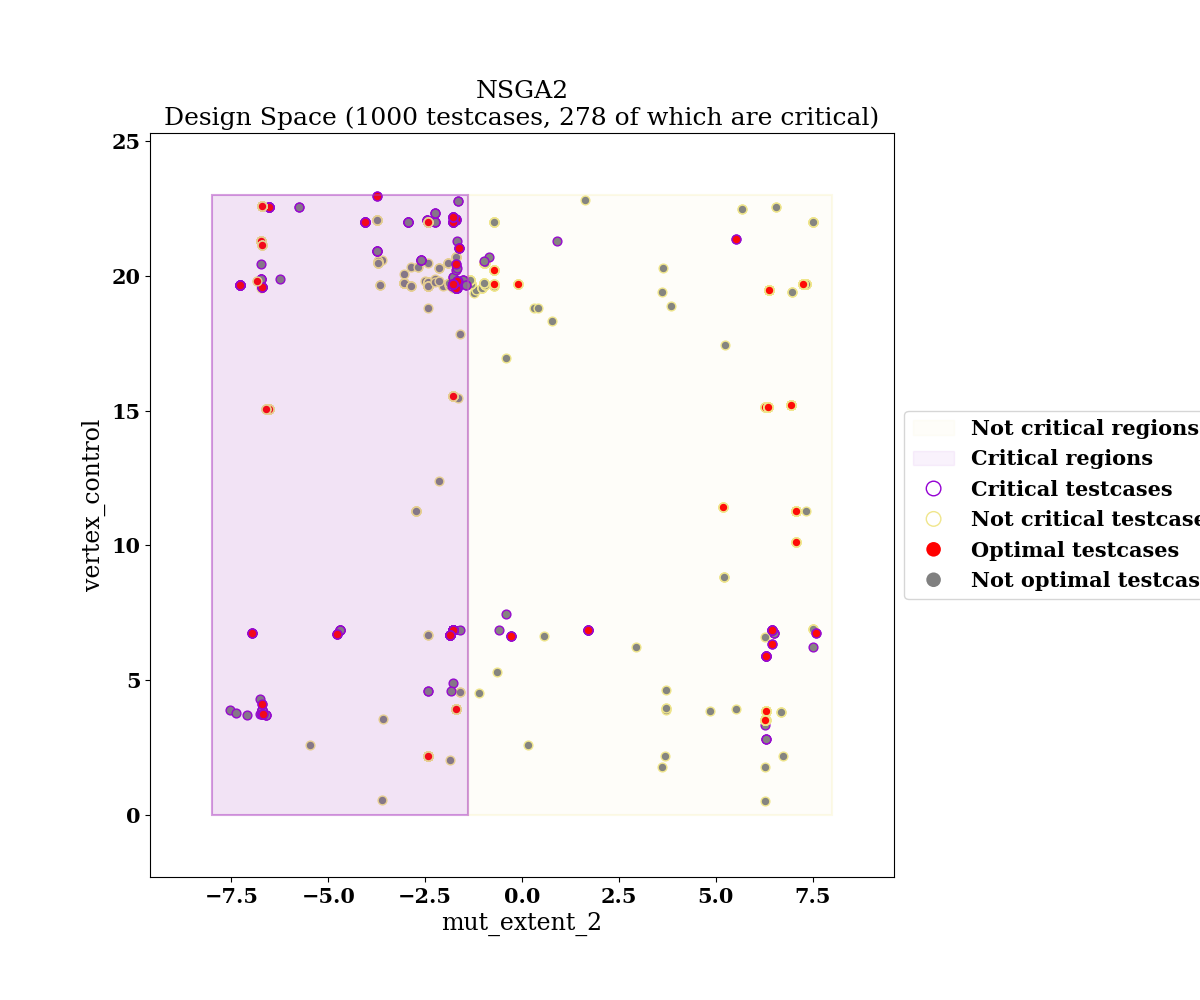 NSGA2
Design Space (1000 testcases, 278 of which are critical)
25
20
15
10
5
0
vertex_control
−7.5
−5.0
−2.5
0.0
2.5
5.0
7.5
mut_extent_2
Not critical regions
Critical regions
Critical testcases
Not critical testcase
Optimal testcases
Not optimal testcas